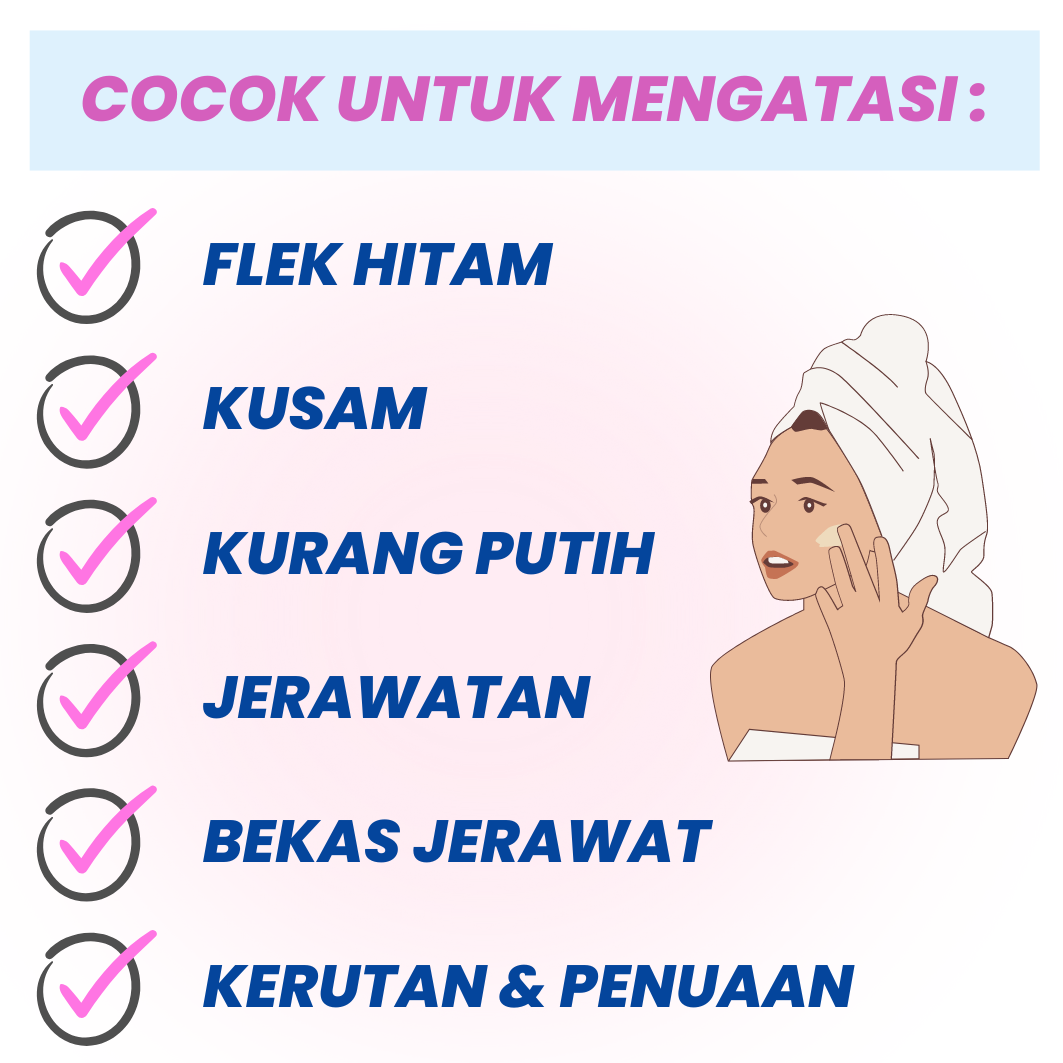 COCOK UNTUK MENGATASI :
FLEK HITAM
KUSAM
KURANG PUTIH
JERAWATAN
BEKAS JERAWAT
KERUTAN & PENUAAN